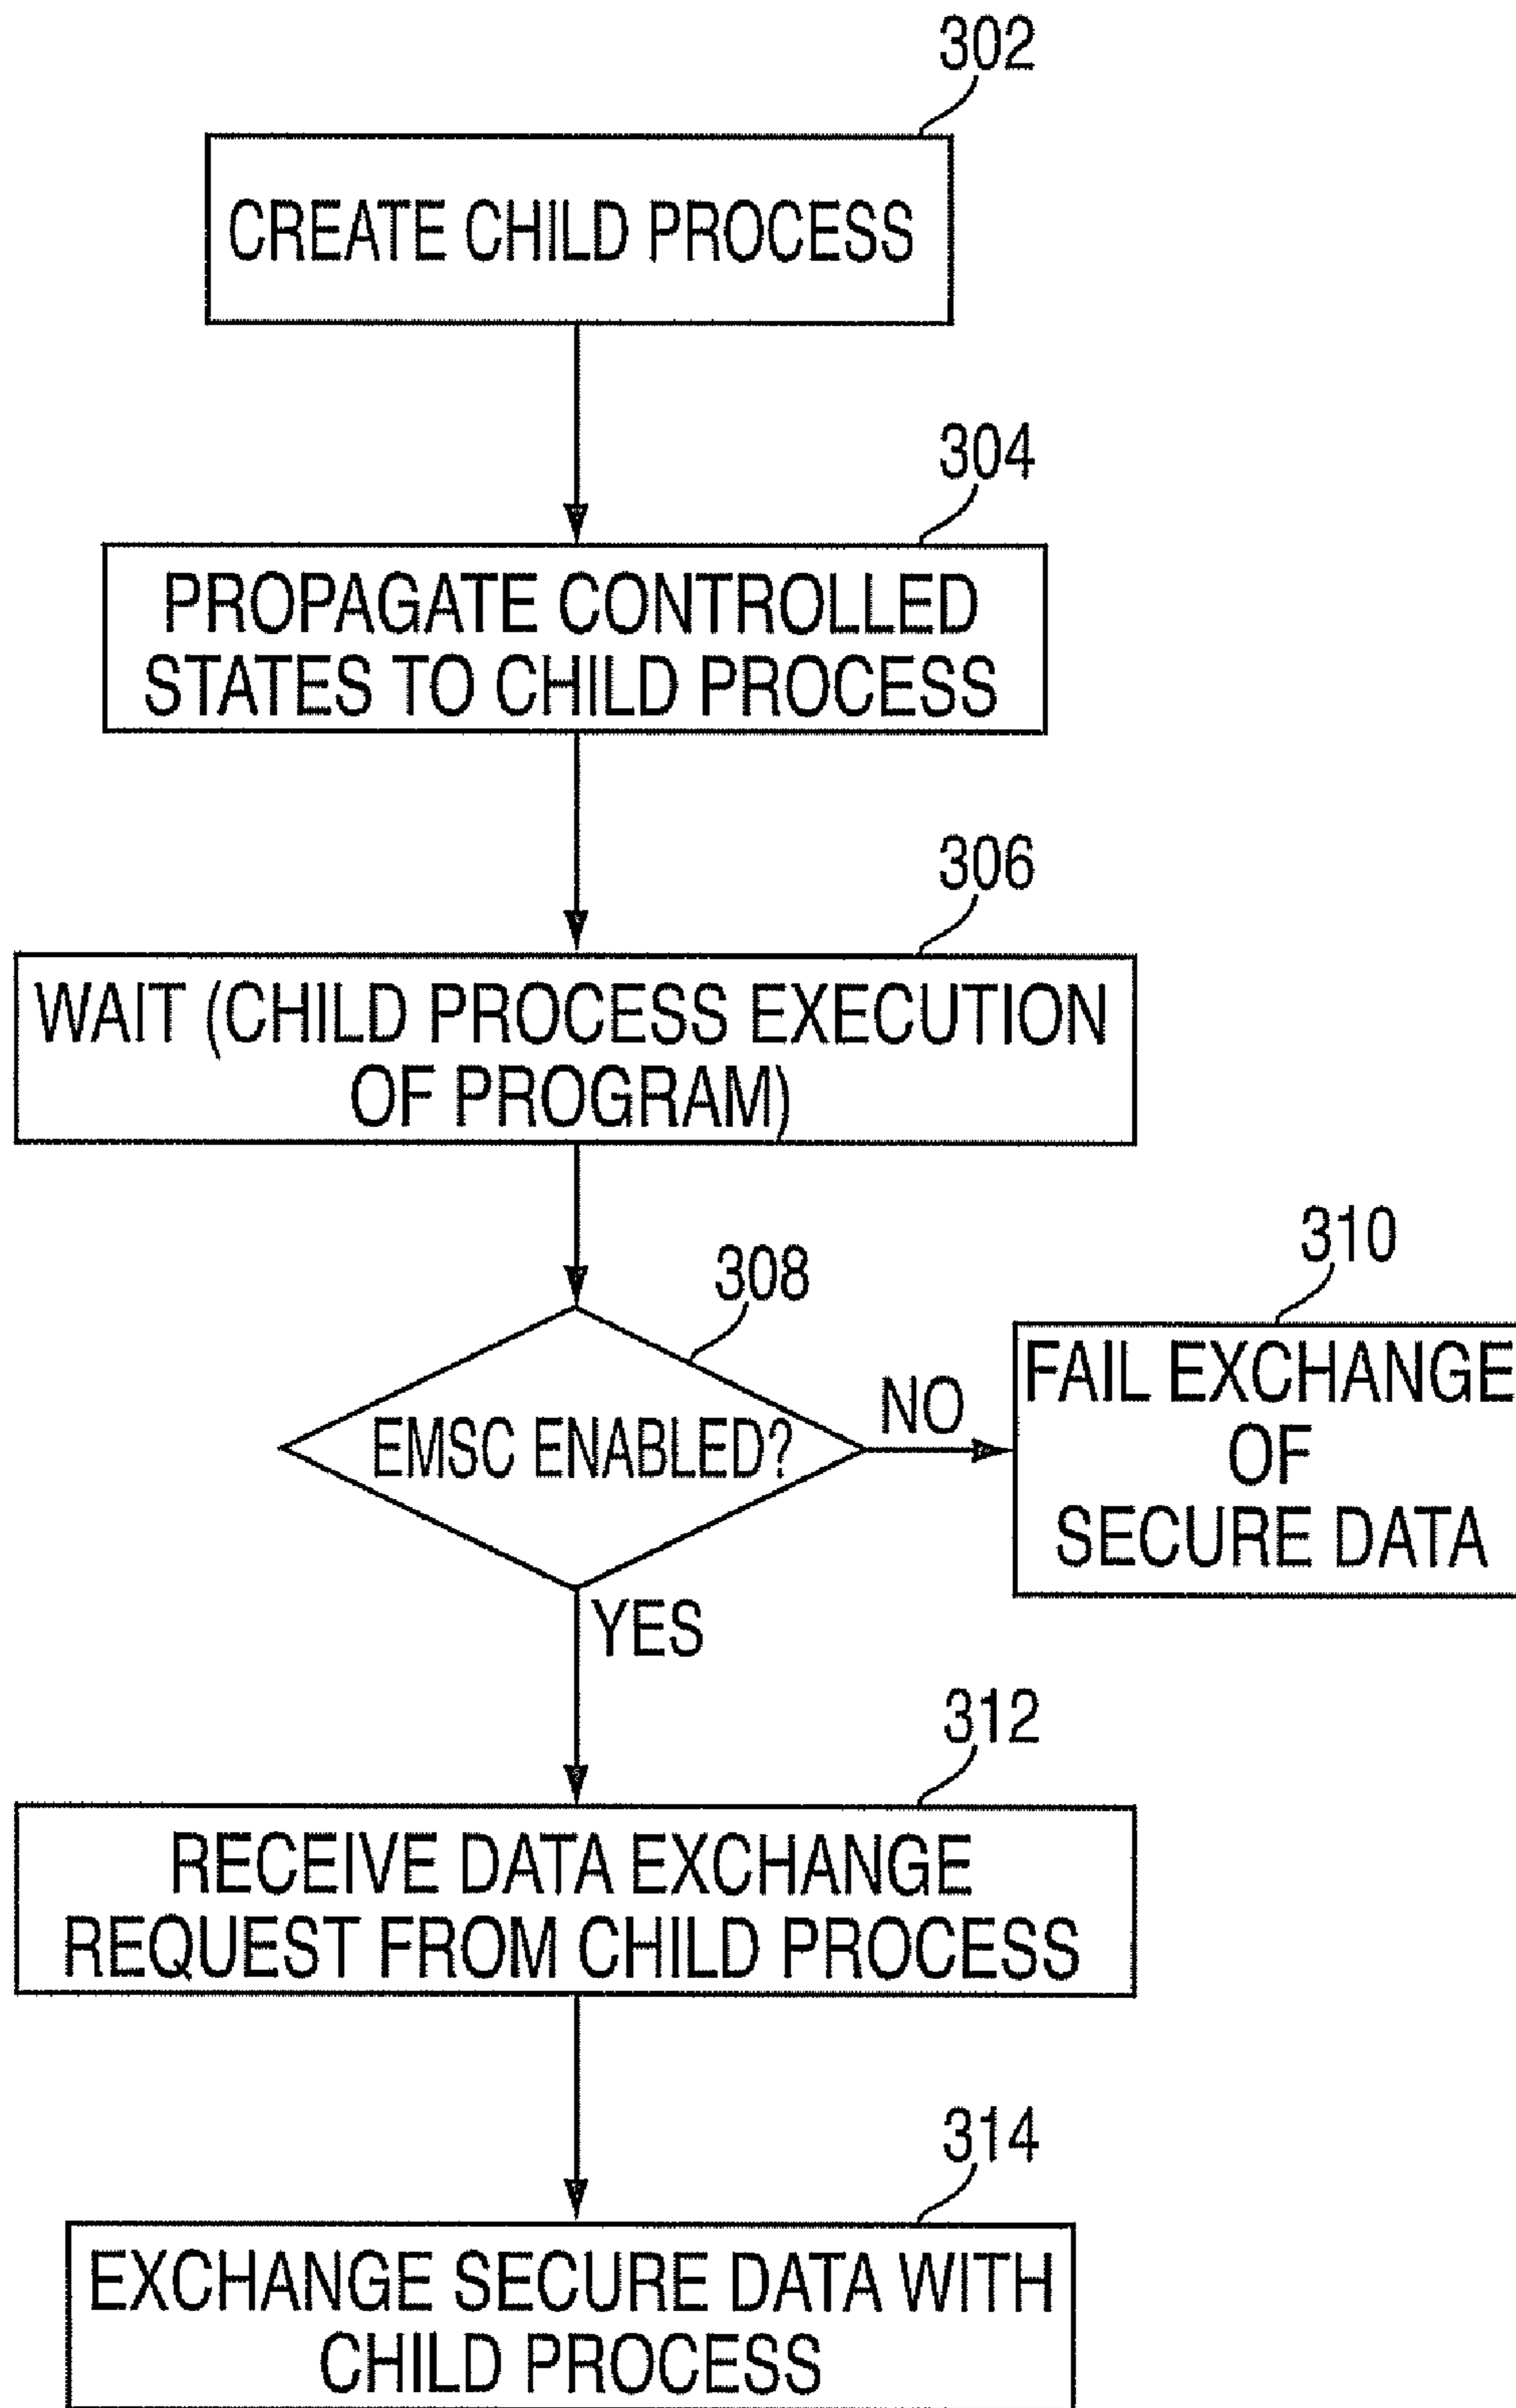 302
CREATE CHILD PROCESS
304
PROPAGATE CONTROLLED
STATES TO CHILD PROCESS
306
WAIT (CHILD PROCESS EXECUTION
OF PROGRAM)
308
EMSC ENABLED?
NO
310
FAIL EXCHANGE
OF
SECURE DATA
YES
312
RECEIVE DATA EXCHANGE
REQUEST FROM CHILD PROCESS
314
EXCHANGE SECURE DATA WITH
CHILD PROCESS